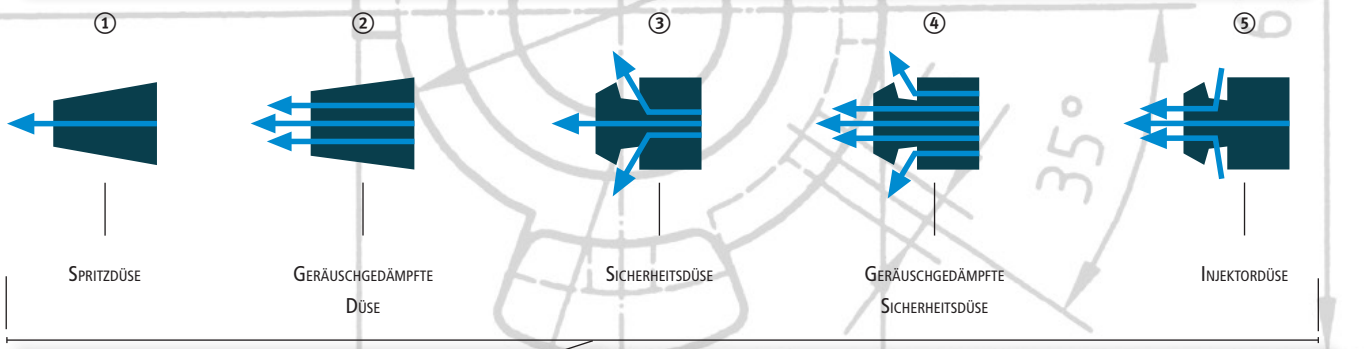 ① ② ③ ④ ⑤
35°
SPRITZDÜSE GERÄUSCHGEDÄMPFTE SICHERHEITSDÜSE GERÄUSCHGEDÄMPFTE INJEKTORDÜSE
DÜSE SICHERHEITSDÜSE